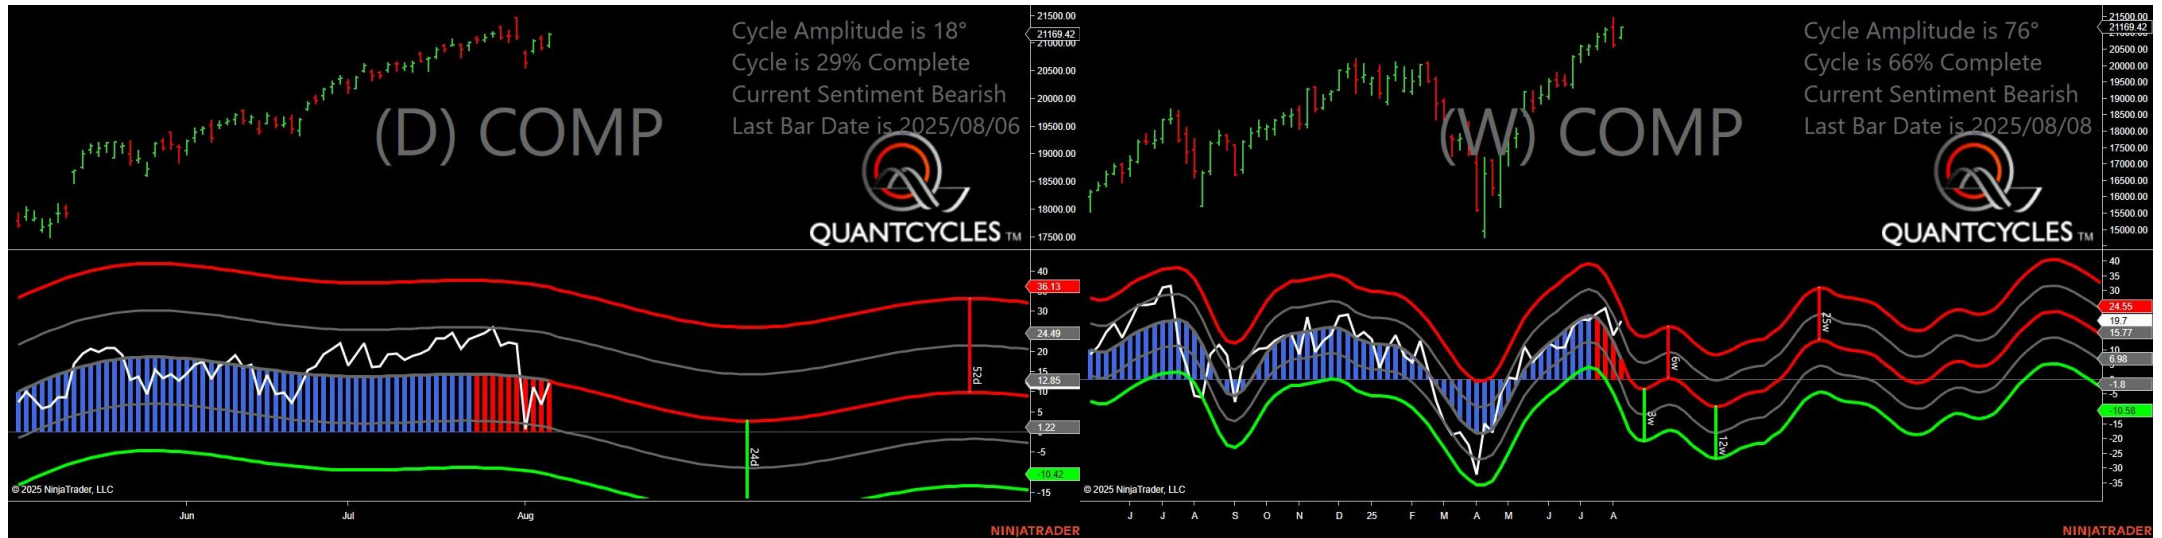 Cycle Amplitude is 18°
Cycle is 29% Complete
Current Sentiment Bearish
Last Bar Date is 2025/08/06
(D) COMP
QUANTCYCLES TM
21500.00
21169.42
21000.00
20500.00
20000.00
19500.00
19000.00
18500.00
18000.00
17500.00
40
36.13
30
24.49
20
15
12.85
10
5
1.22
-5
-10.42
-15
52d
24d
© 2025 NinjaTrader, LLC
Jun Jul Aug
NINJATRADER
Cycle Amplitude is 76°
Cycle is 66% Complete
Current Sentiment Bearish
Last Bar Date is 2025/08/08
(W) COMP
QUANTCYCLES TM
21500.00
21169.42
20500.00
20000.00
19500.00
19000.00
18500.00
18000.00
17500.00
17000.00
16500.00
16000.00
15500.00
15000.00
40
35
30
24.55
19.7
15.77
10
6.98
-1.8
-5
-10.58
-15
-20
-25
-30
-35
6w
25w
12w
© 2025 NinjaTrader, LLC
J J A S O N D 25 F M A M J J A
NINJATRADER